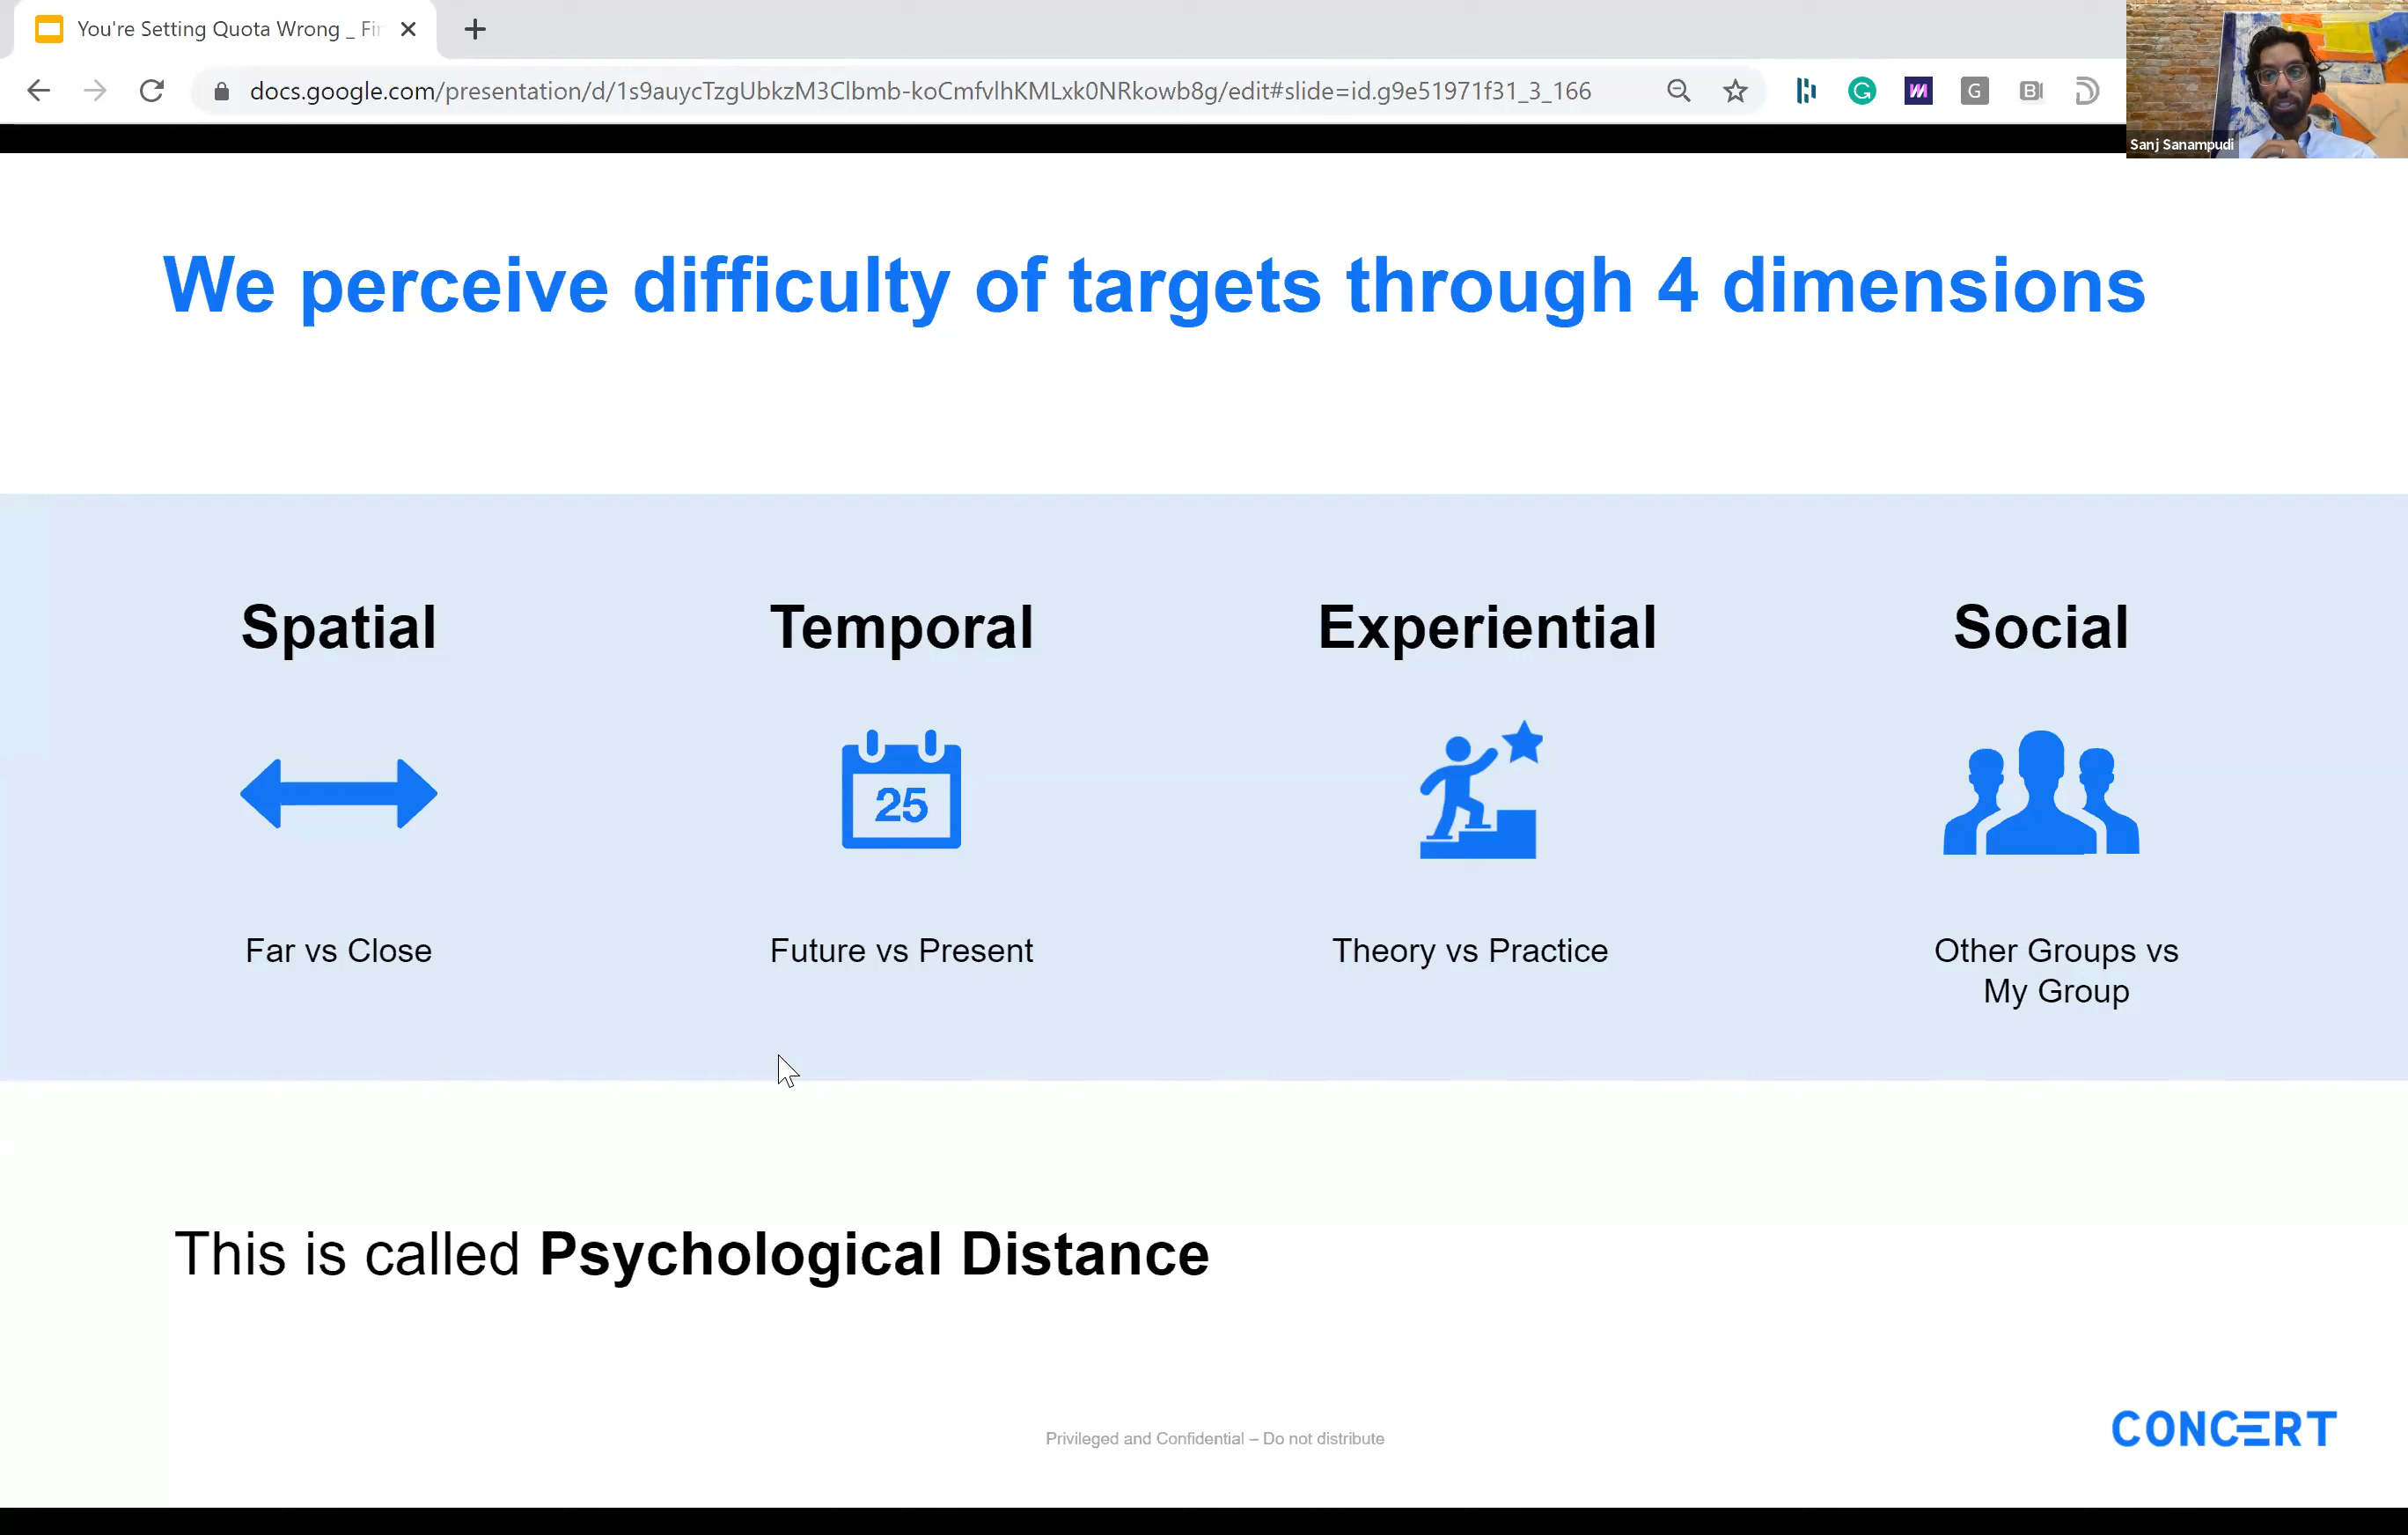 You're Setting Quota Wrong _ Fi
docs.google.com/presentation/d/1s9auycTzgUbkzM3Clbmb-koCmfvlhKMLxk0NRkowb8g/edit#slide=id.g9e51971f31_3_166
Sanj Sanampudi
We perceive difficulty of targets through 4 dimensions
Spatial
Temporal
Experiential
Social
25
Far vs Close
Future vs Present
Theory vs Practice
Other Groups vs
My Group
This is called Psychological Distance
Privileged and Confidential – Do not distribute
CONCERT